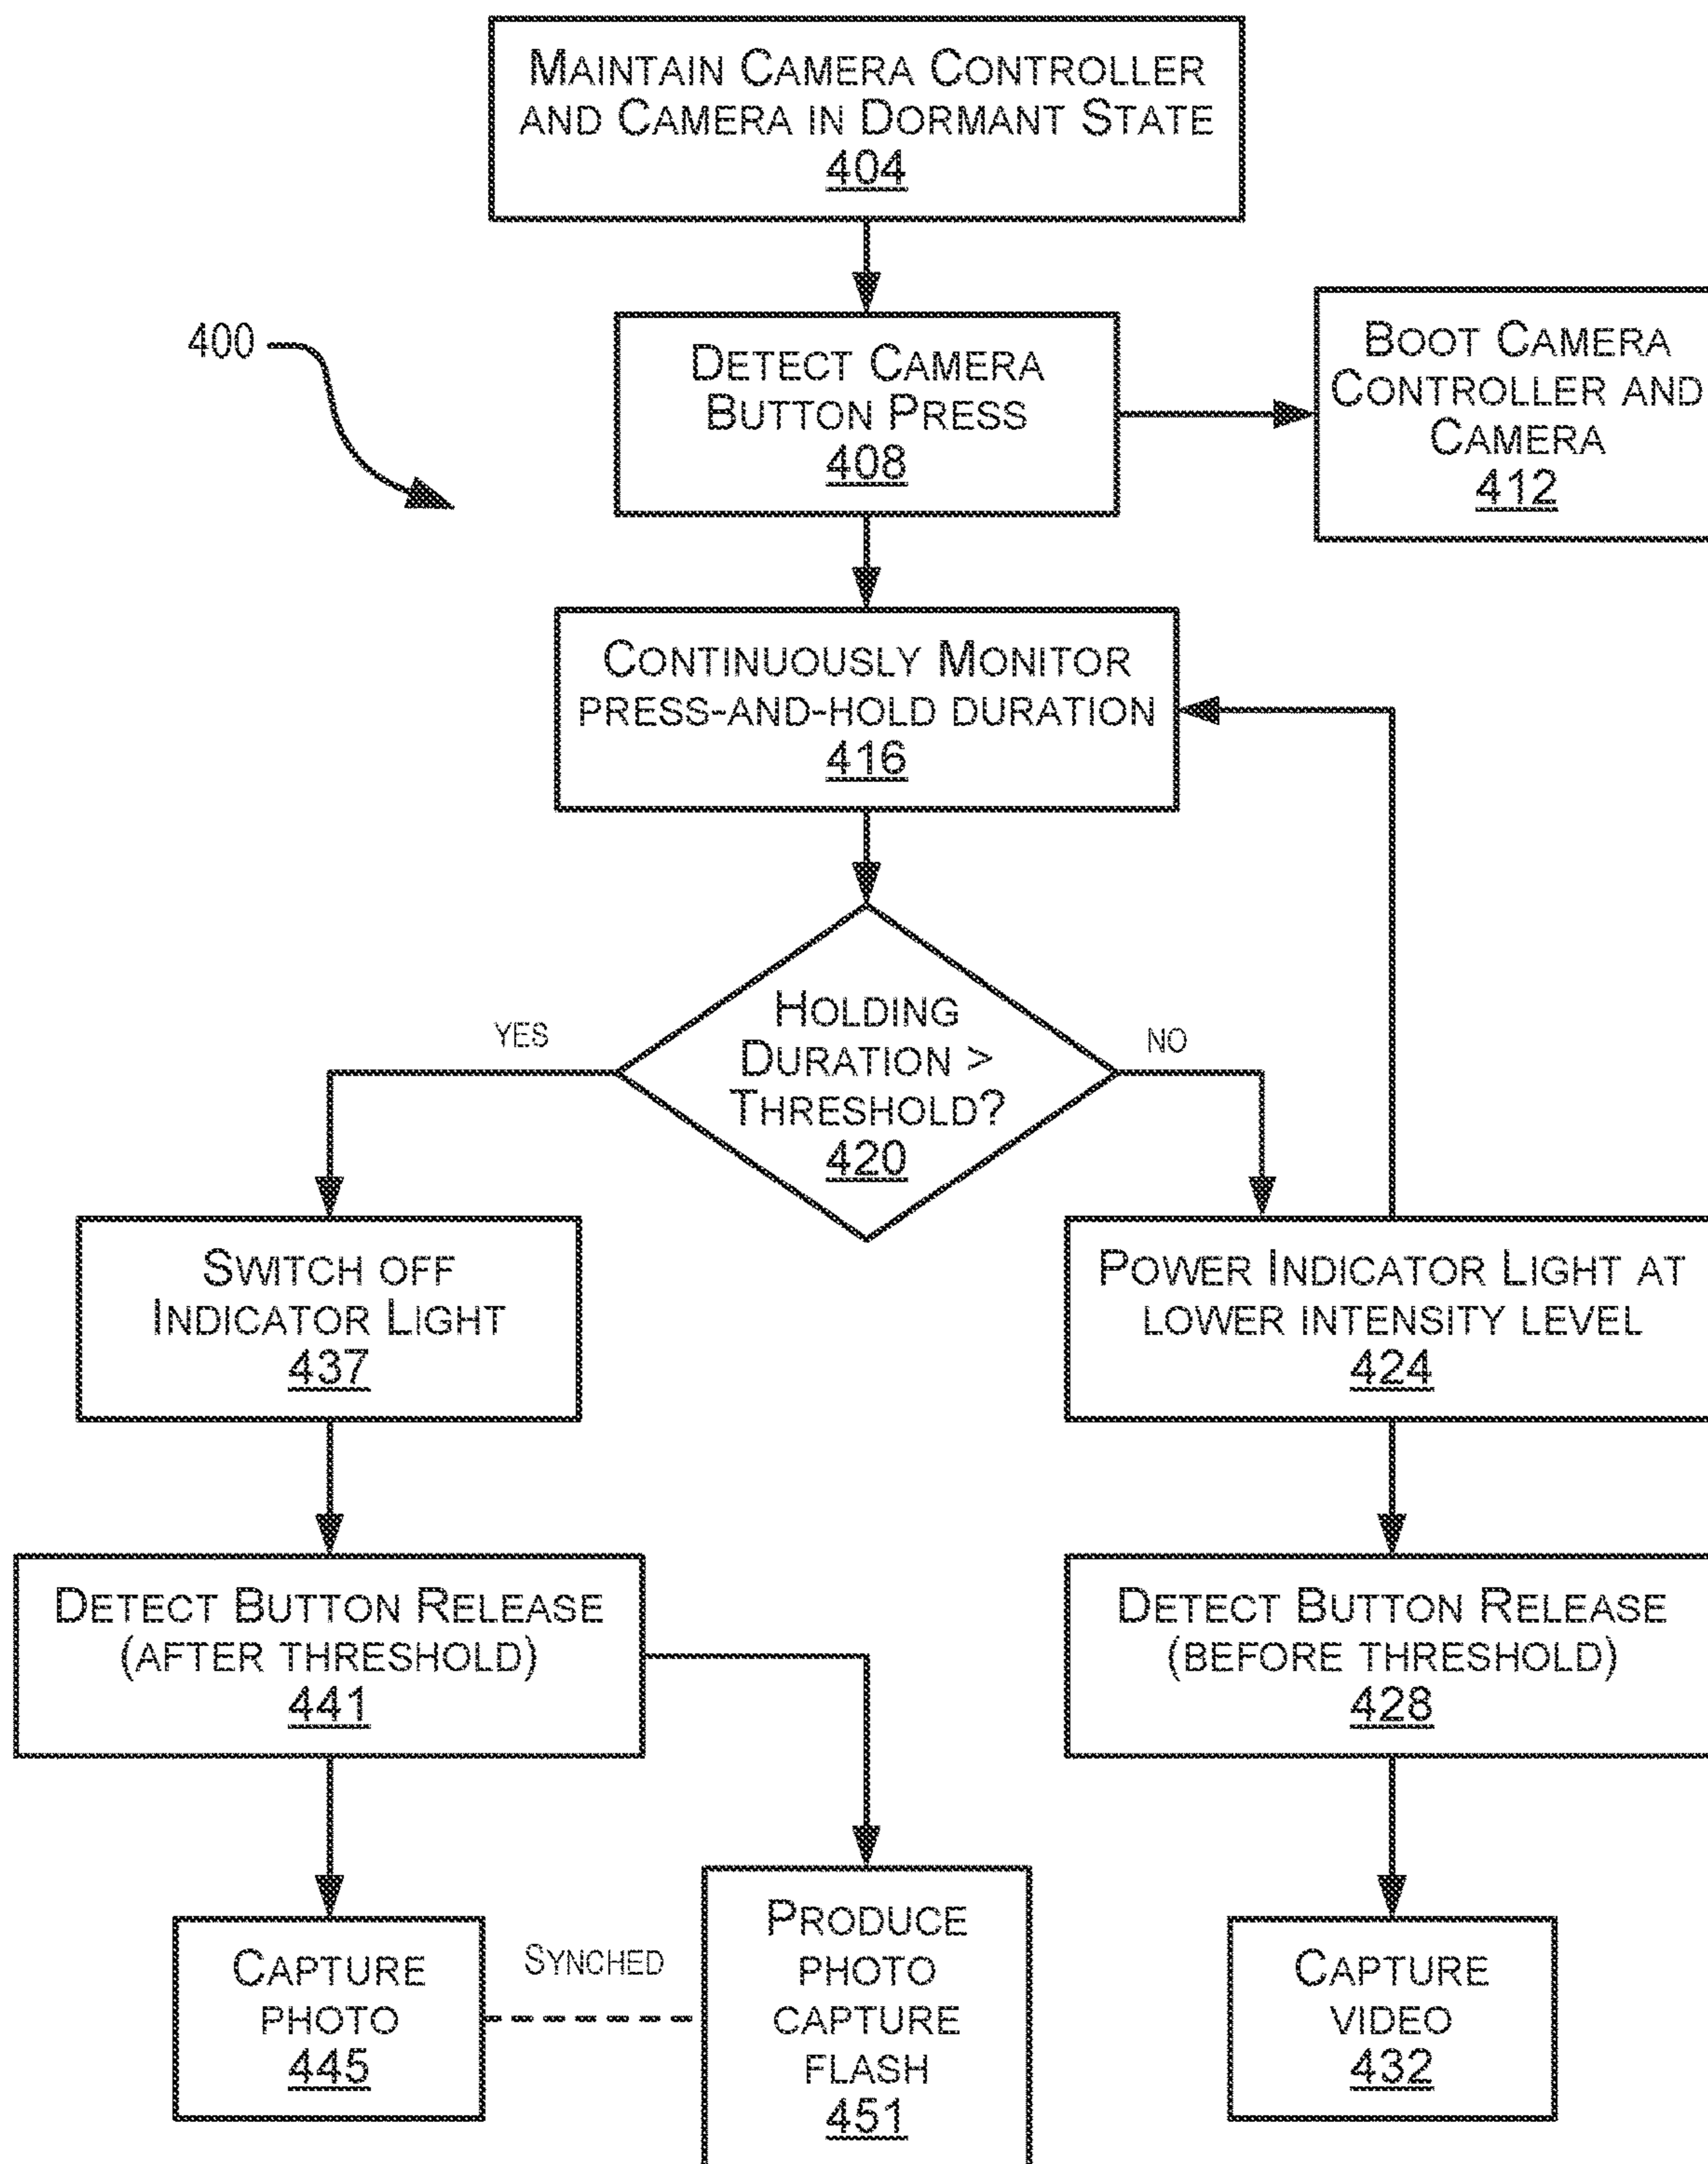 Maintain Camera Controller
and Camera in Dormant State
404
400
Detect Camera
Button Press
408
Boot Camera
Controller and
Camera
412
Continuously Monitor
press-and-hold duration
416
Holding
Duration >
Threshold?
420
YES
NO
Switch off
Indicator Light
437
Power Indicator Light at
lower intensity level
424
Detect Button Release
(after threshold)
441
Detect Button Release
(before threshold)
428
Capture
photo
445
Synched
Produce
photo
capture
flash
451
Capture
video
432